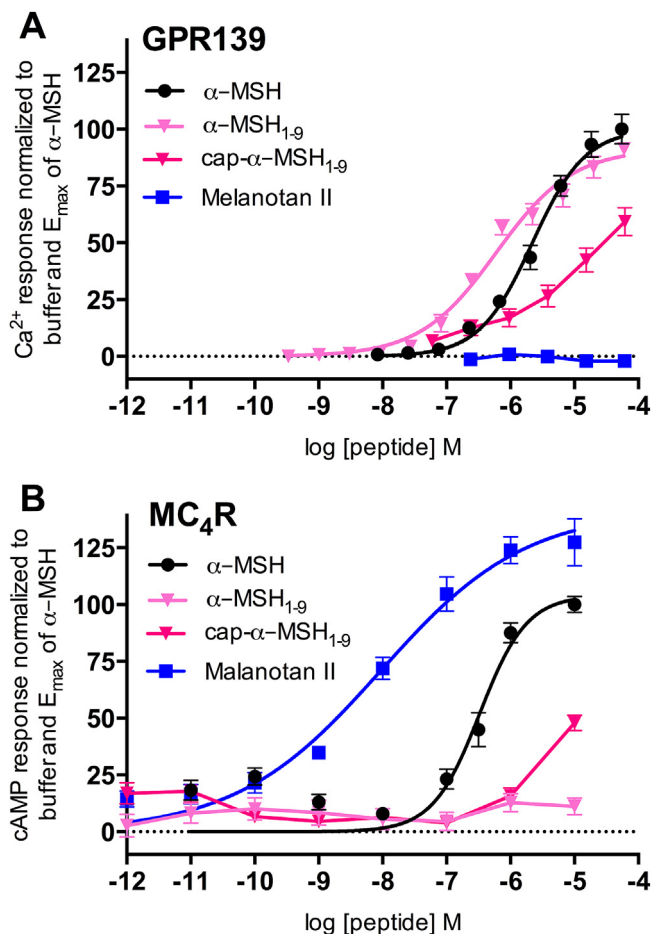 A
GPR139
α–MSH
α–MSH1-9
cap-α–MSH1-9
Melanotan II
Ca2+ response normalized to
buffer and Emax of α–MSH
125
100
75
50
25
0
-12 -11 -10 -9 -8 -7 -6 -5 -4
log [peptide] M
B
MC4R
α–MSH
α–MSH1-9
cap-α–MSH1-9
Malanotan II
cAMP response normalized to
buffer and Emax of α–MSH
125
100
75
50
25
0
-12 -11 -10 -9 -8 -7 -6 -5 -4
log [peptide] M